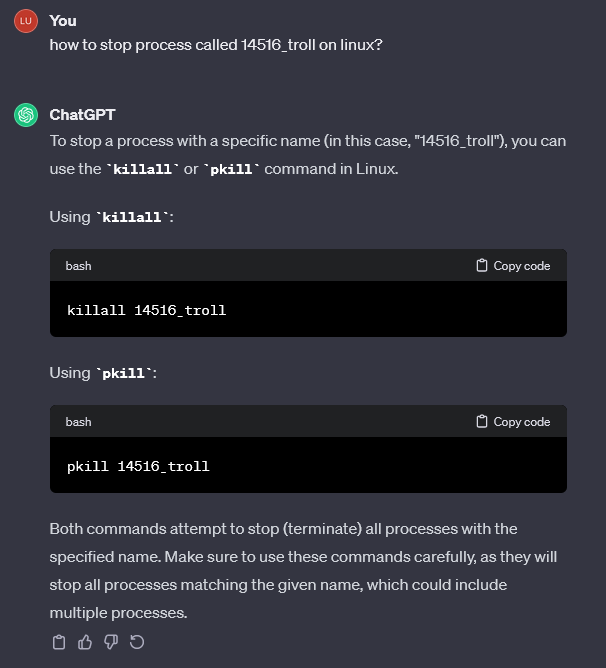 LU
You
how to stop process called 14516_troll on linux?
ChatGPT
To stop a process with a specific name (in this case, "14516_troll"), you can
use the `killall` or `pkill` command in Linux.
Using `killall`:
bash
Copy code
killall 14516_troll
Using `pkill`:
bash
Copy code
pkill 14516_troll
Both commands attempt to stop (terminate) all processes with the
specified name. Make sure to use these commands carefully, as they will
stop all processes matching the given name, which could include
multiple processes.